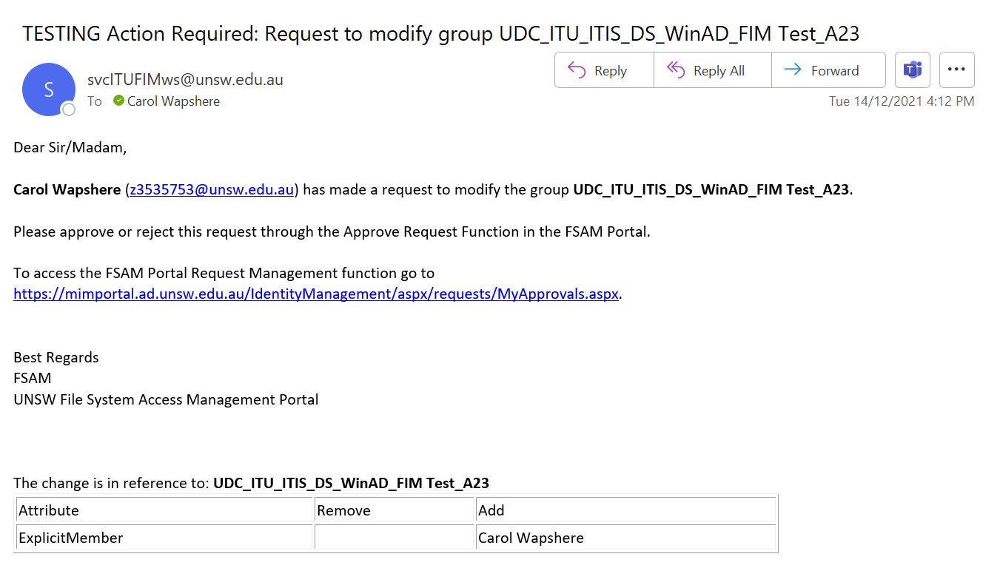 TESTING Action Required: Request to modify group UDC_ITU_ITIS_DS_WinAD_FIM Test_A23
S
svcITUFIMws@unsw.edu.au
To Carol Wapshere
Reply
Reply All
Forward
T
Tue 14/12/2021 4:12 PM
Dear Sir/Madam,
Carol Wapshere (z3535753@unsw.edu.au) has made a request to modify the group UDC_ITU_ITIS_DS_WinAD_FIM Test_A23.
Please approve or reject this request through the Approve Request Function in the FSAM Portal.
To access the FSAM Portal Request Management function go to
https://mimportal.ad.unsw.edu.au/IdentityManagement/aspx/requests/MyApprovals.aspx.
Best Regards
FSAM
UNSW File System Access Management Portal
The change is in reference to: UDC_ITU_ITIS_DS_WinAD_FIM Test_A23
Attribute Remove Add
ExplicitMember Carol Wapshere